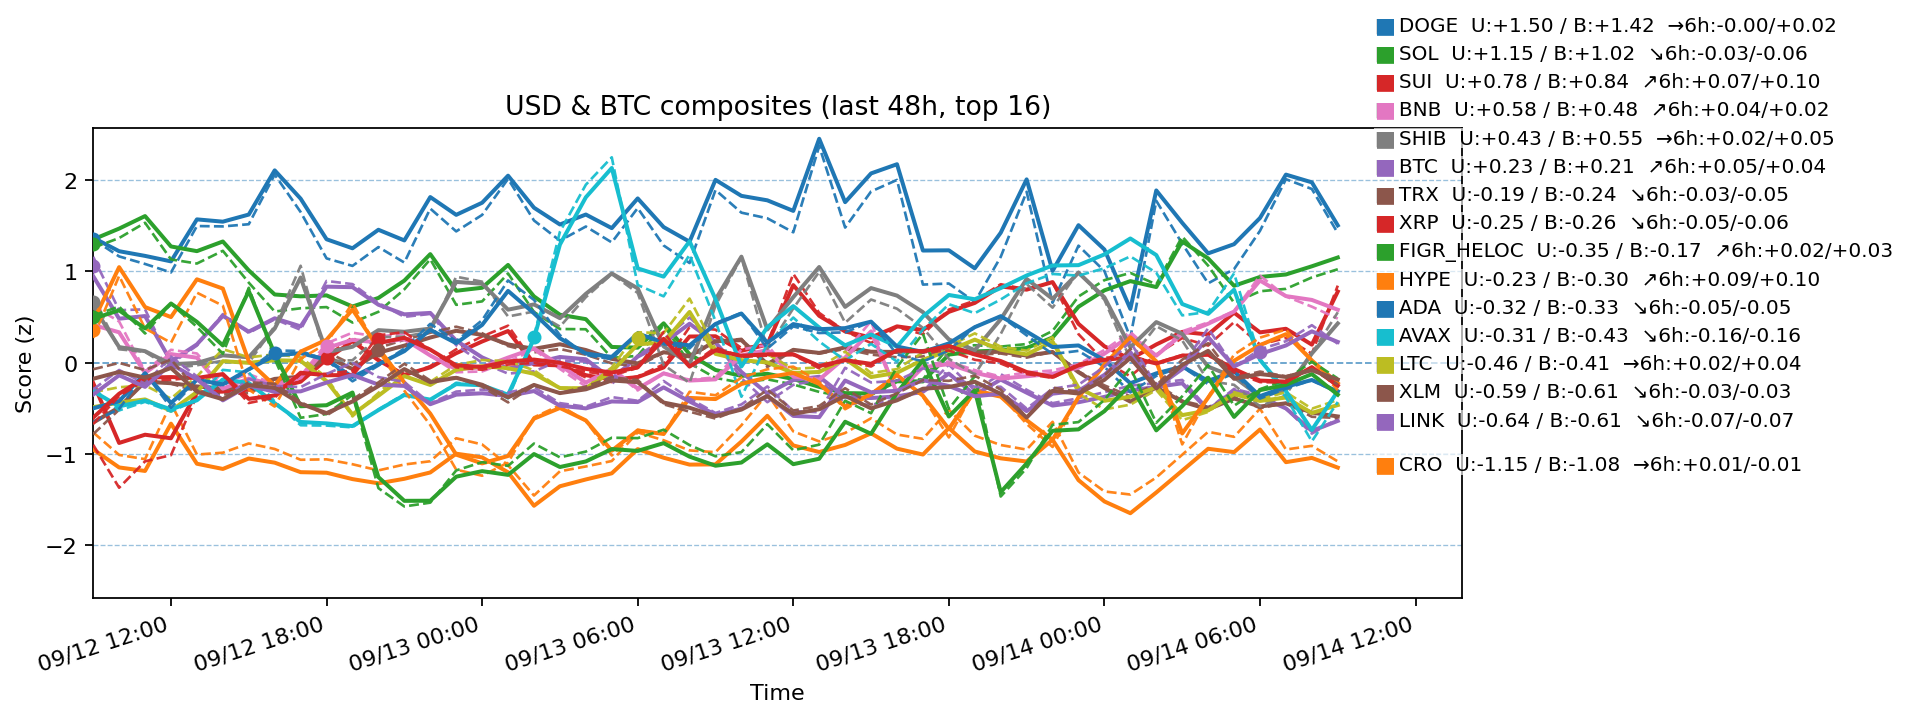 USD & BTC composites (last 48h, top 16)
DOGE  U:+1.50 / B:+1.42  →6h:-0.00/+0.02
SOL  U:+1.15 / B:+1.02  ↘6h:-0.03/-0.06
SUI  U:+0.78 / B:+0.84  ↗6h:+0.07/+0.10
BNB  U:+0.58 / B:+0.48  ↗6h:+0.04/+0.02
SHIB  U:+0.43 / B:+0.55  →6h:+0.02/+0.05
BTC  U:+0.23 / B:+0.21  ↗6h:+0.05/+0.04
TRX  U:-0.19 / B:-0.24  ↘6h:-0.03/-0.05
XRP  U:-0.25 / B:-0.26  ↘6h:-0.05/-0.06
FIGR_HELOC  U:-0.35 / B:-0.17  ↗6h:+0.02/+0.03
HYPE  U:-0.23 / B:-0.30  ↗6h:+0.09/+0.10
ADA  U:-0.32 / B:-0.33  ↘6h:-0.05/-0.05
AVAX  U:-0.31 / B:-0.43  ↘6h:-0.16/-0.16
LTC  U:-0.46 / B:-0.41  →6h:+0.02/+0.04
XLM  U:-0.59 / B:-0.61  ↘6h:-0.03/-0.03
LINK  U:-0.64 / B:-0.61  ↘6h:-0.07/-0.07
CRO  U:-1.15 / B:-1.08  →6h:+0.01/-0.01
Score (z)
2
1
0
−1
−2
09/12 12:00
09/12 18:00
09/13 00:00
09/13 06:00
09/13 12:00
09/13 18:00
09/14 00:00
09/14 06:00
09/14 12:00
Time